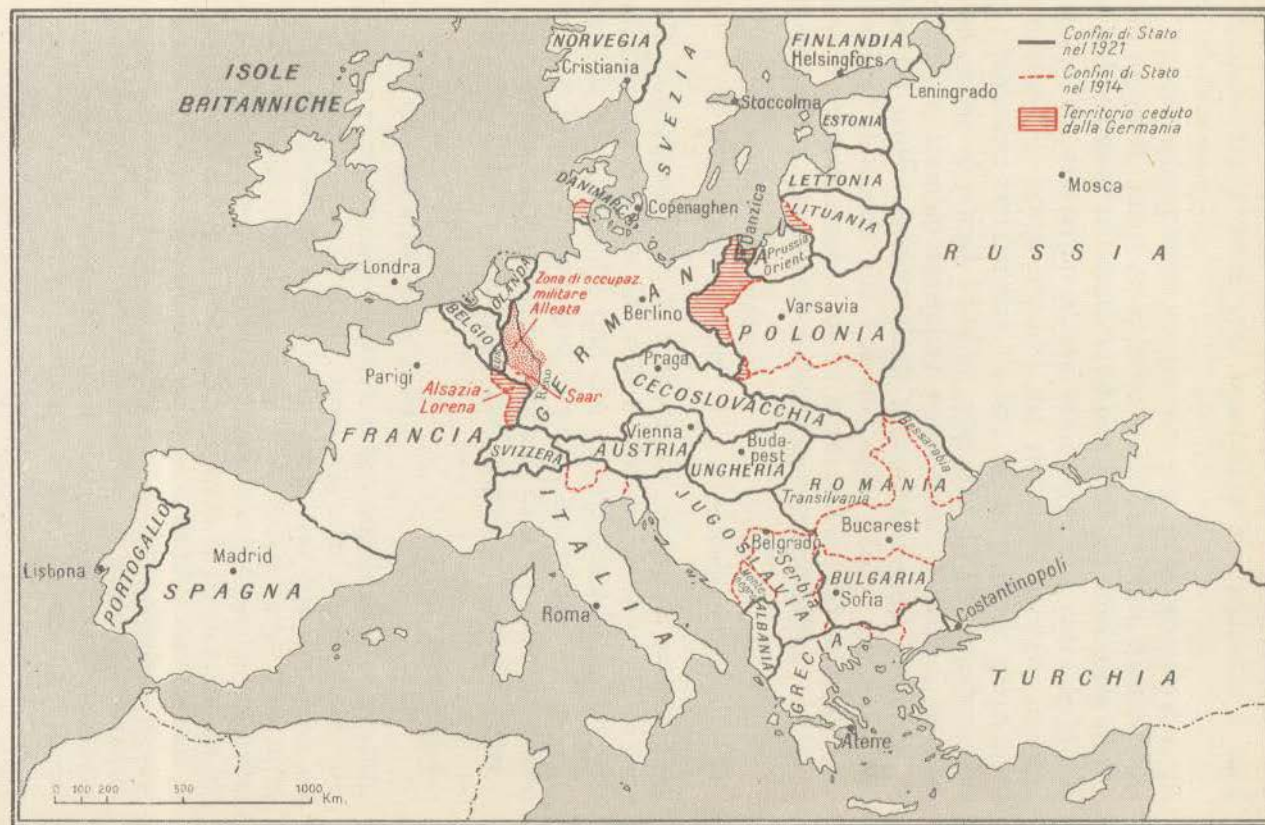 NORVEGIA
Cristiania
SVEZIA
Stoccolma
FINLANDIA
Helsingfors
Leningrado
Confini di Stato
nel 1921
Confini di Stato
nel 1914
Territorio ceduto
dalla Germania
ISOLE
BRITANNICHE
ESTONIA
LETTONIA
LITUANIA
Mosca
RUSSIA
DANIMARCA
Copenaghen
Danzica
Prussia
Orient.
Londra
OLANDA
BELGIO
Zona di occupaz.
militare
Alleata
GERMANIA
Berlino
Varsavia
POLONIA
Parigi
Alsazia-
Lorena
Saar
Reno
Praga
CECOSLOVACCHIA
FRANCIA
SVIZZERA
Vienna
AUSTRIA
Buda-
pest
UNGHERIA
Bessarabia
ROMANIA
Transilvania
Bucarest
ITALIA
JUGOSLAVIA
Belgrado
Serbia
Monte
negro
BULGARIA
Sofia
Costantinopoli
PORTOGALLO
Lisbona
Madrid
SPAGNA
Roma
ALBANIA
GRECIA
Atene
TURCHIA
0 100 200 500 1000
Km.